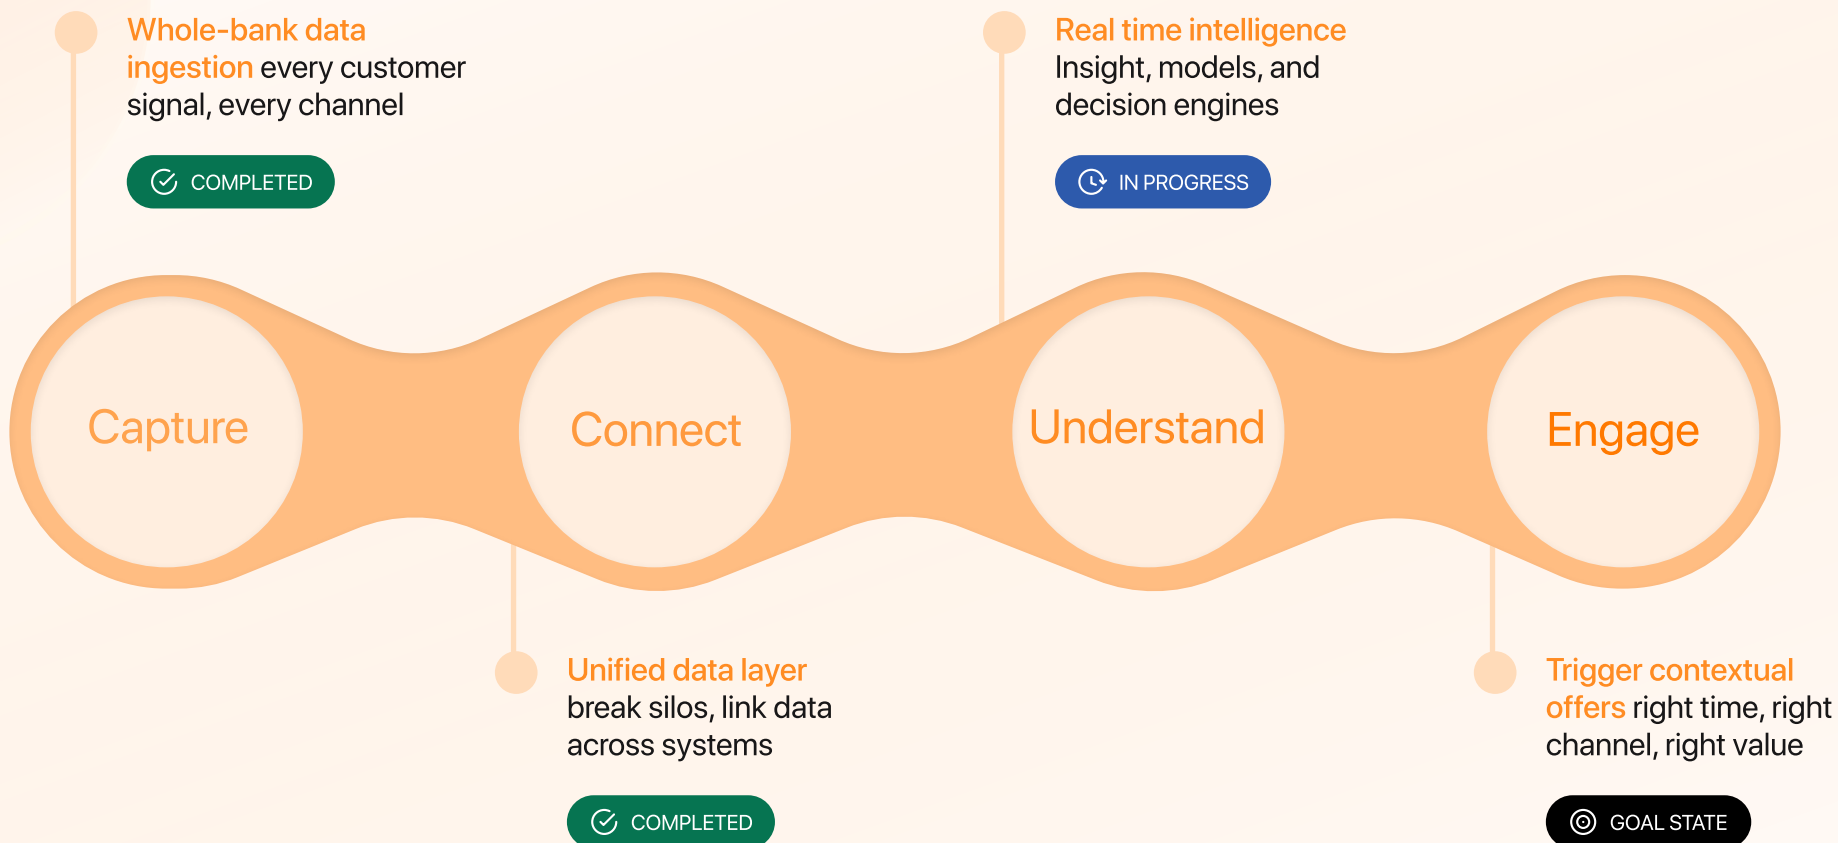 Whole-bank data
ingestion every customer
signal, every channel
COMPLETED
Real time intelligence
Insight, models, and
decision engines
IN PROGRESS
Capture
Connect
Understand
Engage
Unified data layer
break silos, link data
across systems
COMPLETED
Trigger contextual
offers right time, right
channel, right value
GOAL STATE